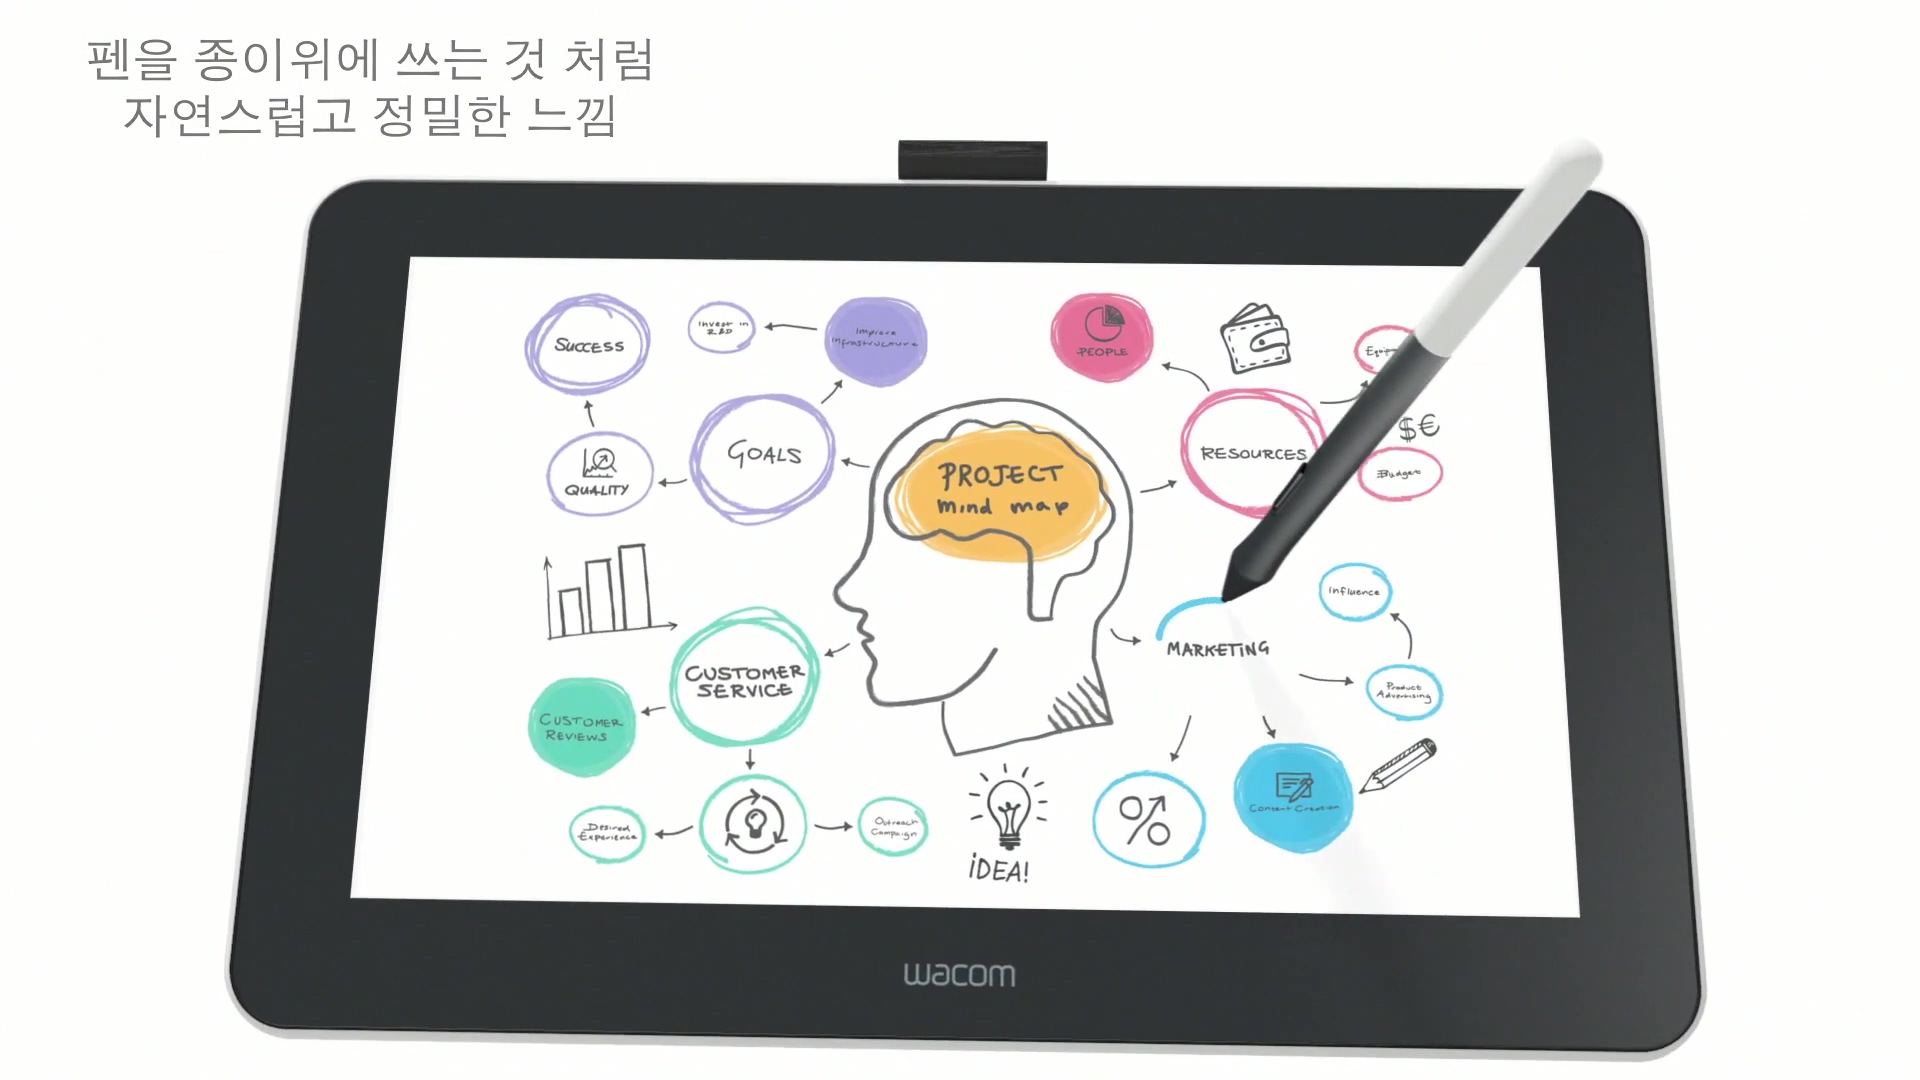 펜을 종이위에 쓰는 것 처럼
자연스럽고 정밀한 느낌
SUCCESS
Invest in
R&D
Improve
Infrastructure
PEOPLE
$€
GOALS
QUALITY
PROJECT
mind map
RESOURCES
Budget
Influence
MARKETING
CUSTOMER
SERVICE
Product
Advertising
CUSTOMER
REVIEWS
Content Creation
Desired
Experience
Outreach
Campaign
iDEA!
wacom